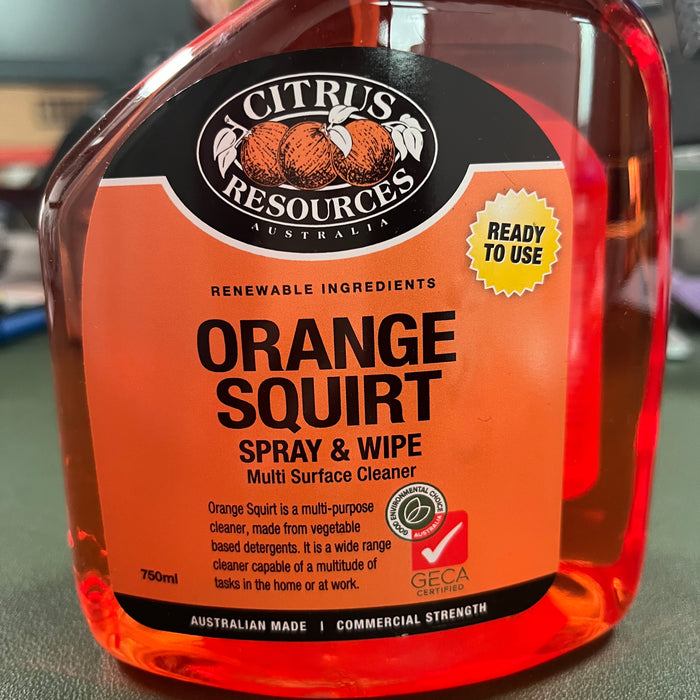 CITRUS
RESOURCES
AUSTRALIA
READY
TO USE
RENEWABLE INGREDIENTS
ORANGE
SQUIRT
SPRAY & WIPE
Multi Surface Cleaner
Orange Squirt is a multi-purpose
cleaner, made from vegetable
based detergents. It is a wide range
cleaner capable of a multitude of
tasks in the home or at work.
750ml
ENVIRONMENTAL CHOICE
AUSTRALIA
GOOD
GECA
CERTIFIED
AUSTRALIAN MADE | COMMERCIAL STRENGTH